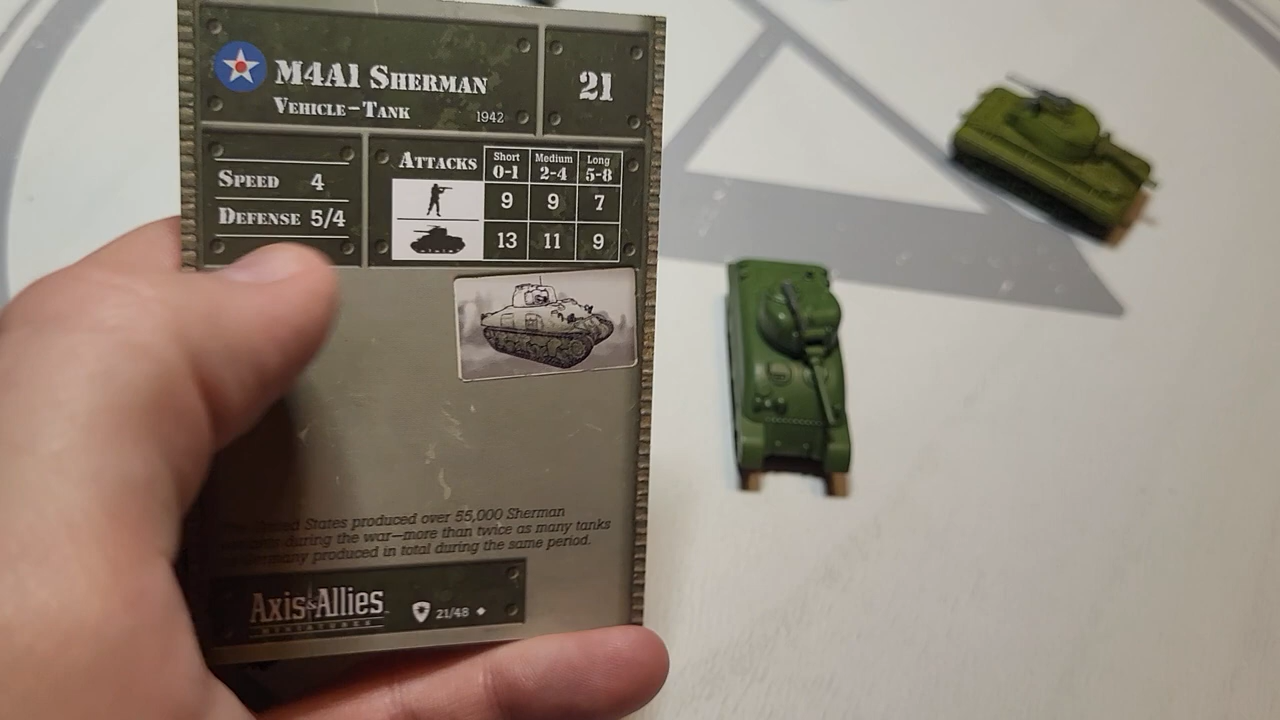 M4A1 SHERMAN
21
VEHICLE–TANK
1942
SPEED 4
DEFENSE 5/4
ATTACKS
Short 0-1
Medium 2-4
Long 5-8
9 9 7
13 11 9
States produced over 55,000 Sherman
during the war—more than twice as many tanks
produced in total during the same period.
Axis & Allies
MINIATURES
21/48